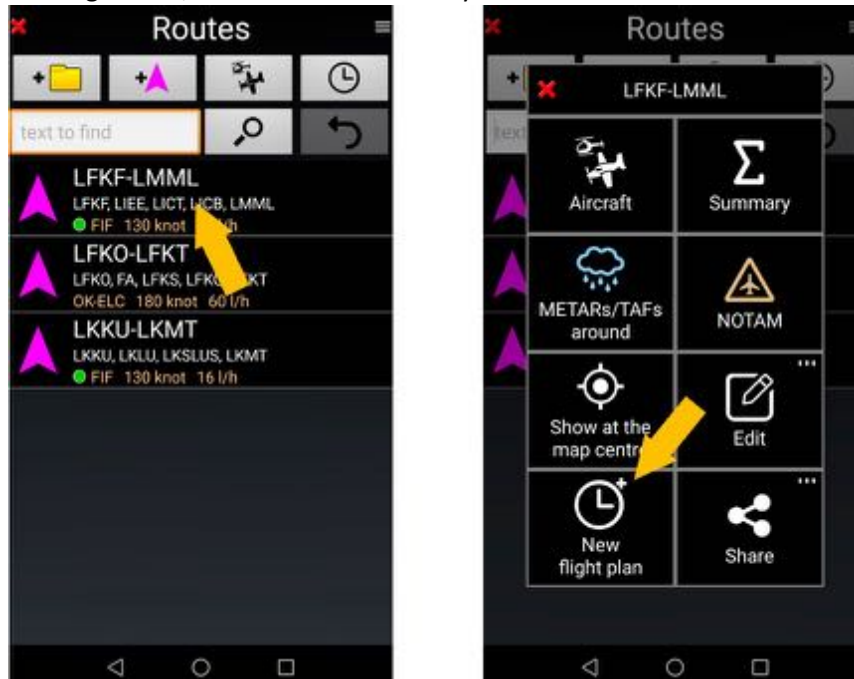 Routes
text to find
LFKF-LMML
LFKF, LIEE, LICT, LICB, LMML
FIF 130 knot
LFKO-LFKT
LFKO, FA, LFKS,
OK-ELC 180 knot 60 l/h
LKKU-LKMT
LKKU, LKLU, LKSLUS, LKMT
FIF 130 knot 16 l/h
Routes
LFKF-LMML
Aircraft
Summary
METARs/TAFs
around
NOTAM
Show at the
map centre
Edit
New
flight plan
Share